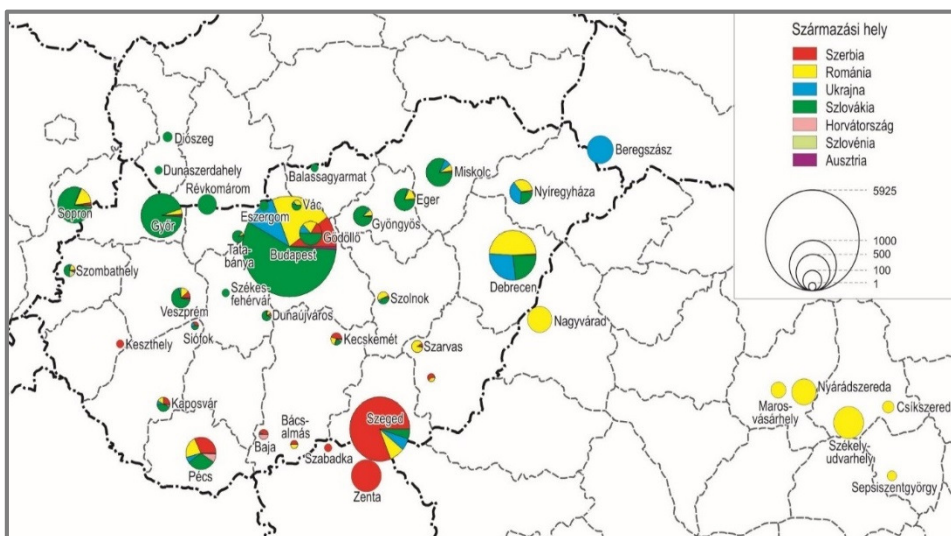 Származási hely
Szerbia
Románia
Ukrajna
Szlovákia
Horvátország
Szlovénia
Ausztria
5925
1000
500
100
1
Diószeg
Dunaszerdahely
Révkomárom
Balassagyarmat
Miskolc
Beregszász
Nyíregyháza
Sopron
Győr
Esztergom
Vác
Eger
Gyöngyös
Gödöllő
Budapest
Tata-
bánya
Szombathely
Székes-
fehérvár
Debrecen
Veszprém
Dunaújváros
Szolnok
Siófok
Kecskemét
Nagyvárad
Keszthely
Szarvas
Kaposvár
Baja
Bács-
almás
Szeged
Szabadka
Pécs
Zenta
Maros-
vásárhely
Nyárádszereda
Csíkszereda
Székely-
udvarhely
Sepsiszentgyörgy